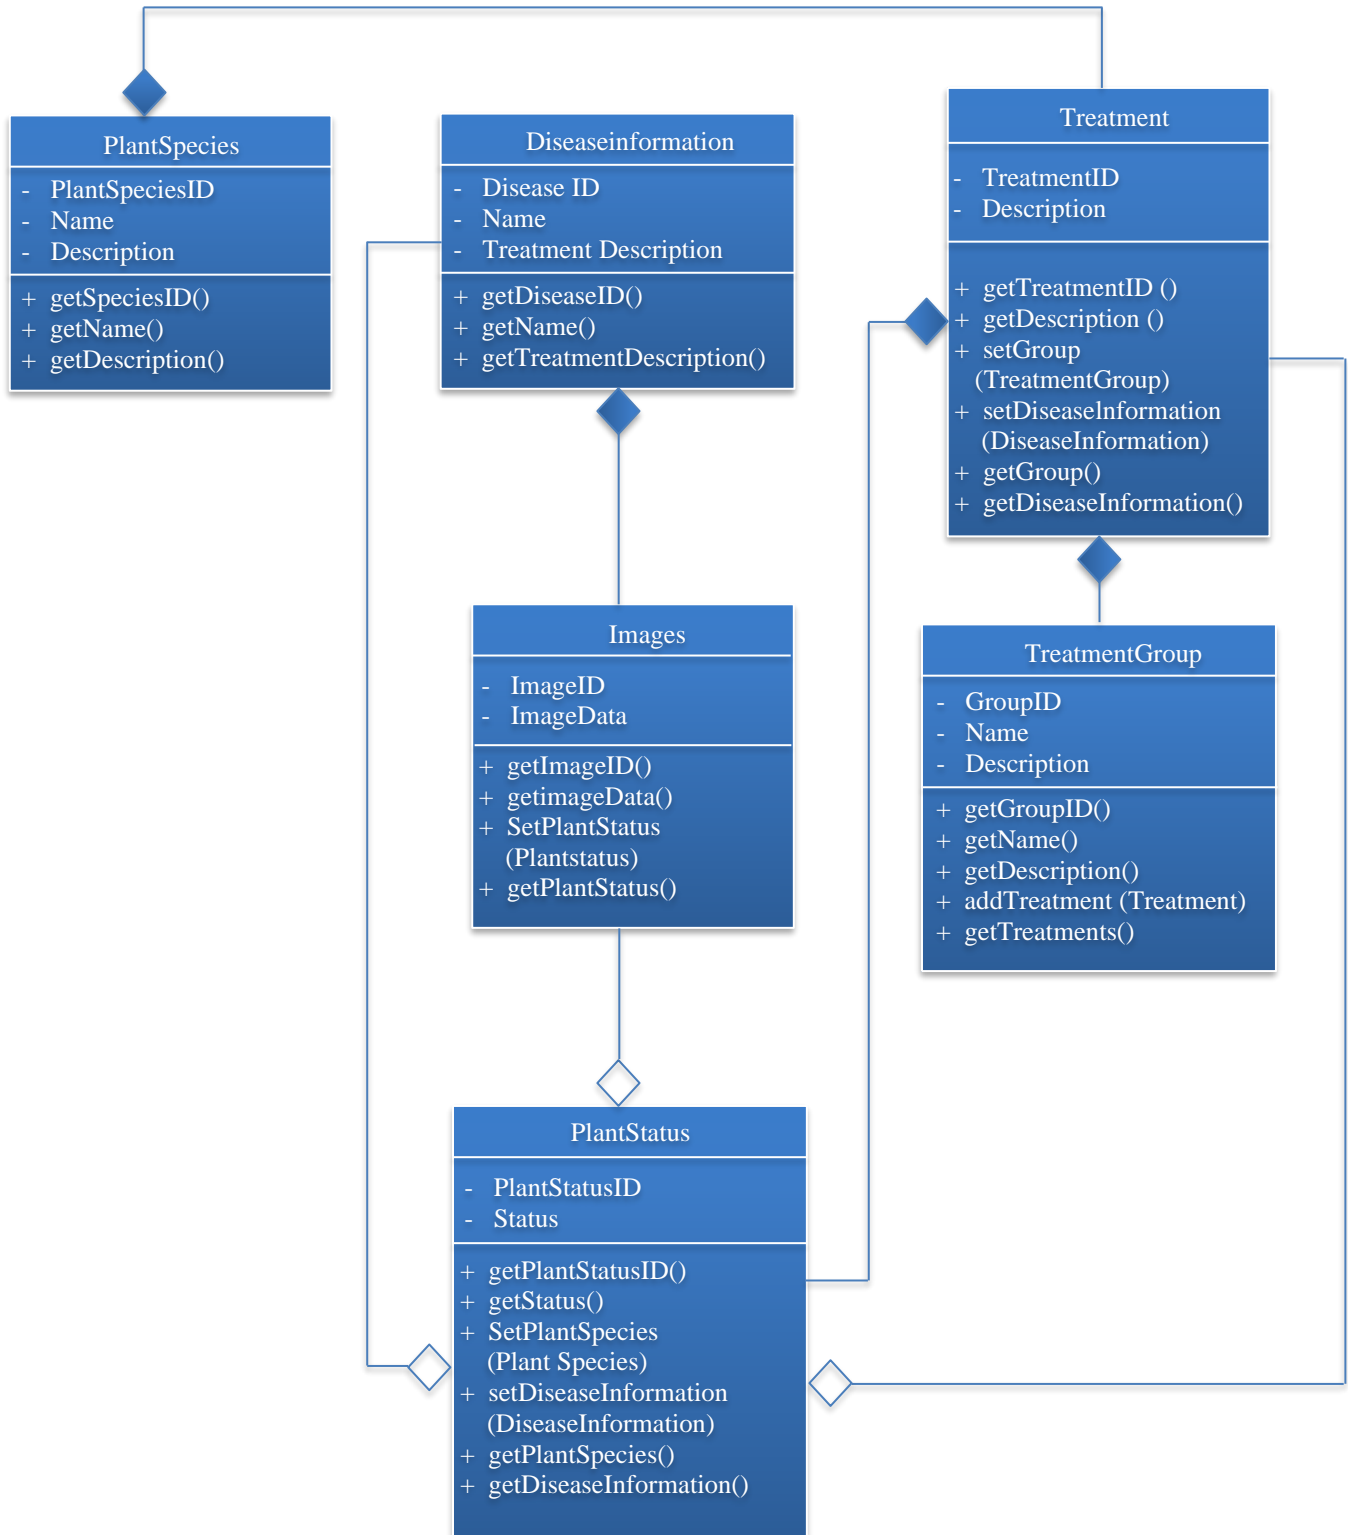 PlantSpecies
- PlantSpeciesID
- Name
- Description
+ getSpeciesID()
+ getName()
+ getDescription()
Diseaseinformation
- Disease ID
- Name
- Treatment Description
+ getDiseaseID()
+ getName()
+ getTreatmentDescription()
Treatment
- TreatmentID
- Description
+ getTreatmentID ()
+ getDescription ()
+ setGroup
(TreatmentGroup)
+ setDiseaseInformation
(DiseaseInformation)
+ getGroup()
+ getDiseaseInformation()
Images
- ImageID
- ImageData
+ getImageID()
+ getimageData()
+ SetPlantStatus
(Plantstatus)
+ getPlantStatus()
TreatmentGroup
- GroupID
- Name
- Description
+ getGroupID()
+ getName()
+ getDescription()
+ addTreatment (Treatment)
+ getTreatments()
PlantStatus
- PlantStatusID
- Status
+ getPlantStatusID()
+ getStatus()
+ SetPlantSpecies
(Plant Species)
+ setDiseaseInformation
(DiseaseInformation)
+ getPlantSpecies()
+ getDiseaseInformation()